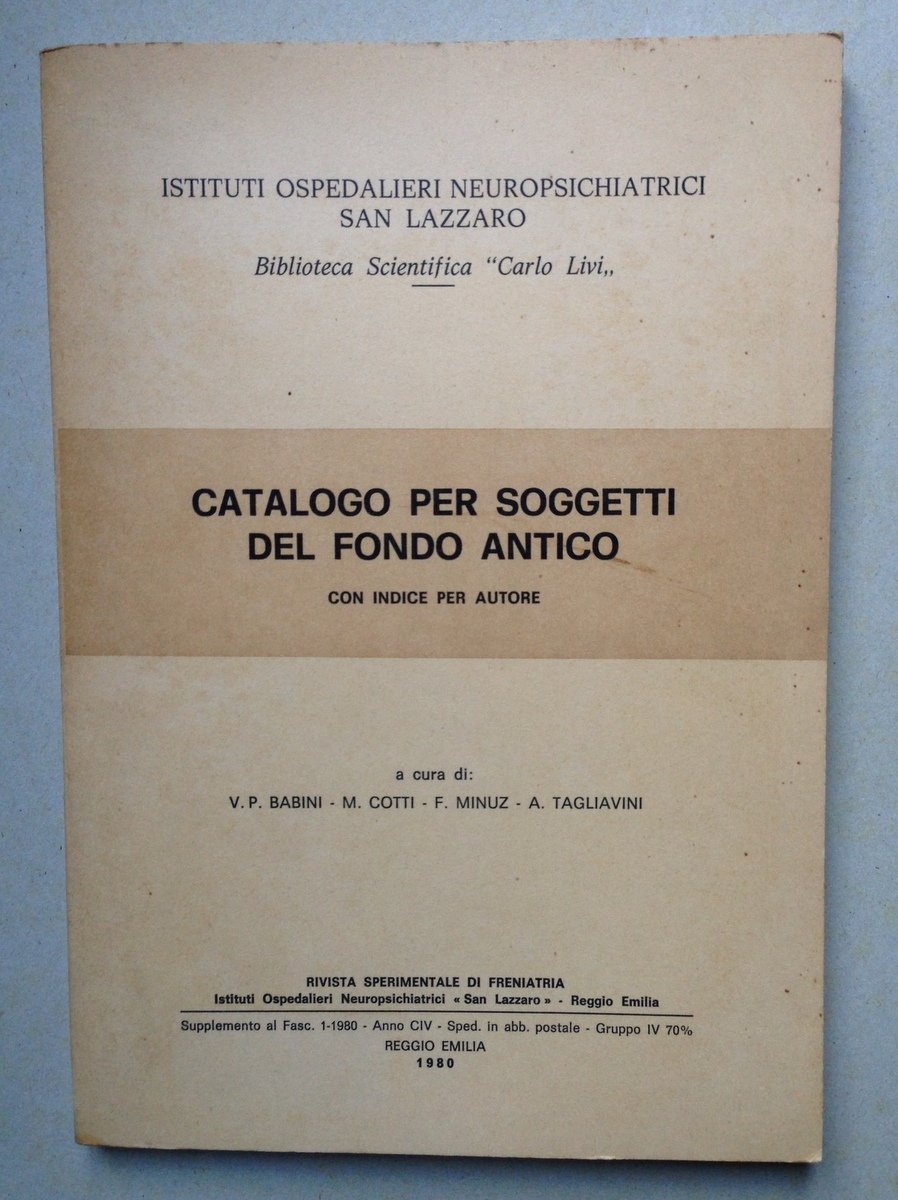 ISTITUTI OSPEDALIERI NEUROPSICHIATRICI
SAN LAZZARO
Biblioteca Scientifica “Carlo Livi„
CATALOGO PER SOGGETTI
DEL FONDO ANTICO
CON INDICE PER AUTORE
a cura di:
V. P. BABINI - M. COTTI - F. MINUZ - A. TAGLIAVINI
RIVISTA SPERIMENTALE DI FRENIATRIA
Istituti Ospedalieri Neuropsichiatrici « San Lazzaro » - Reggio Emilia
Supplemento al Fasc. 1-1980 - Anno CIV - Sped. in abb. postale - Gruppo IV 70%
REGGIO EMILIA
1980